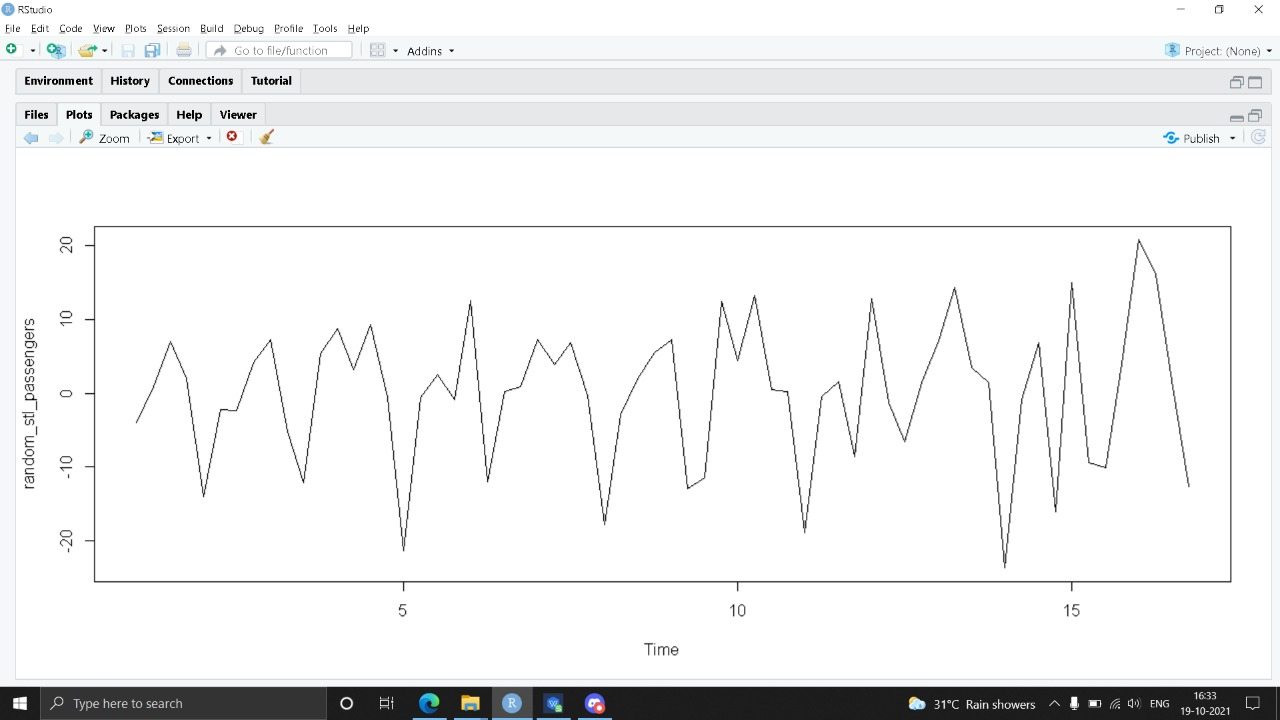 RStudio
File Edit Code View Plots Session Build Debug Profile Tools Help
Go to file/function Addins Project: (None)
Environment History Connections Tutorial
Files Plots Packages Help Viewer
Zoom Export Publish
random_stl_passengers
20
10
0
-10
-20
5 10 15
Time
Type here to search 31°C Rain showers ENG 16:33
19-10-2021